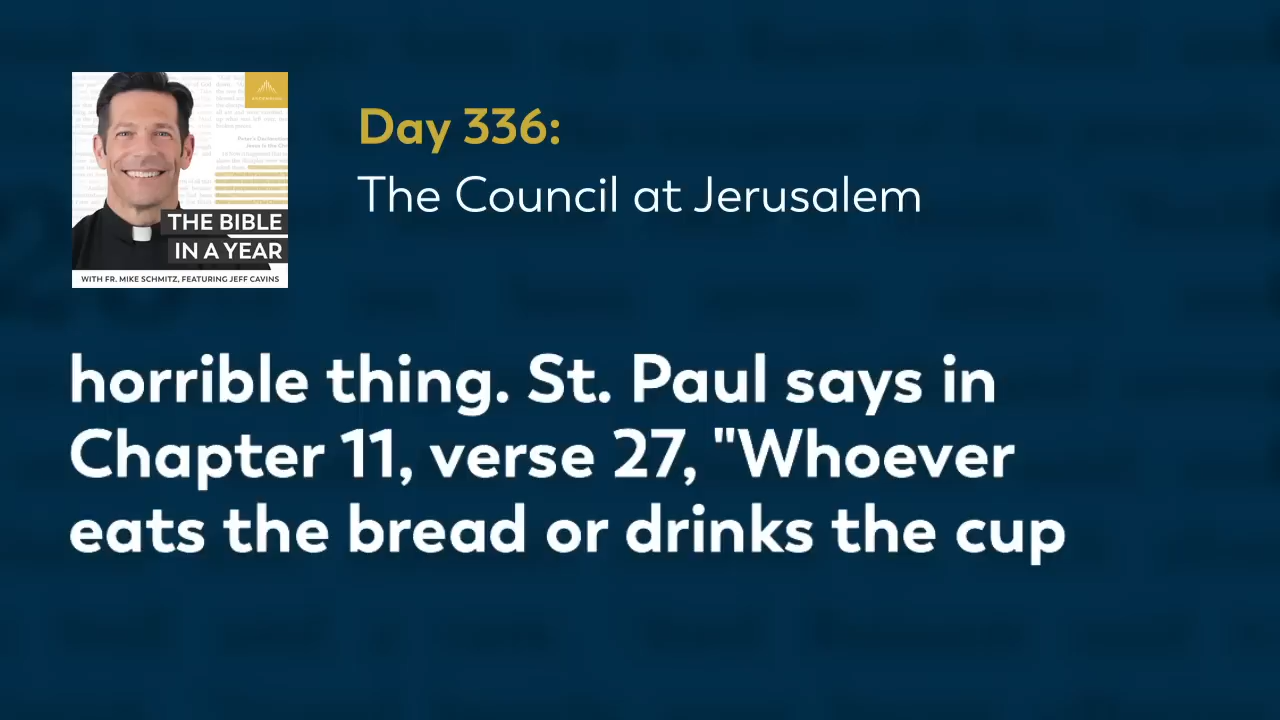 Day 336:
The Council at Jerusalem
THE BIBLE
IN A YEAR
WITH FR. MIKE SCHMITZ, FEATURING JEFF CAVINS
horrible thing. St. Paul says in
Chapter 11, verse 27, "Whoever
eats the bread or drinks the cup